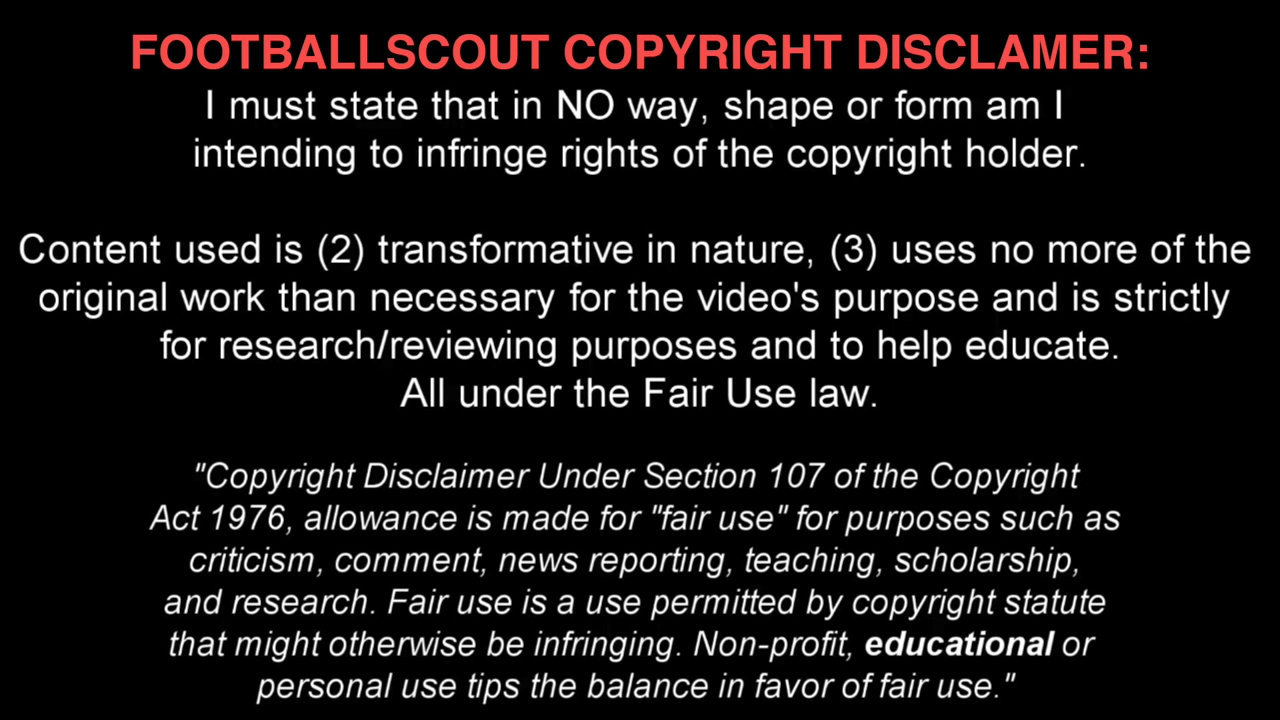 FOOTBALLSCOUT COPYRIGHT DISCLAMER:
I must state that in NO way, shape or form am I
intending to infringe rights of the copyright holder.
Content used is (2) transformative in nature, (3) uses no more of the
original work than necessary for the video's purpose and is strictly
for research/reviewing purposes and to help educate.
All under the Fair Use law.
"Copyright Disclaimer Under Section 107 of the Copyright
Act 1976, allowance is made for "fair use" for purposes such as
criticism, comment, news reporting, teaching, scholarship,
and research. Fair use is a use permitted by copyright statute
that might otherwise be infringing. Non-profit, educational or
personal use tips the balance in favor of fair use."